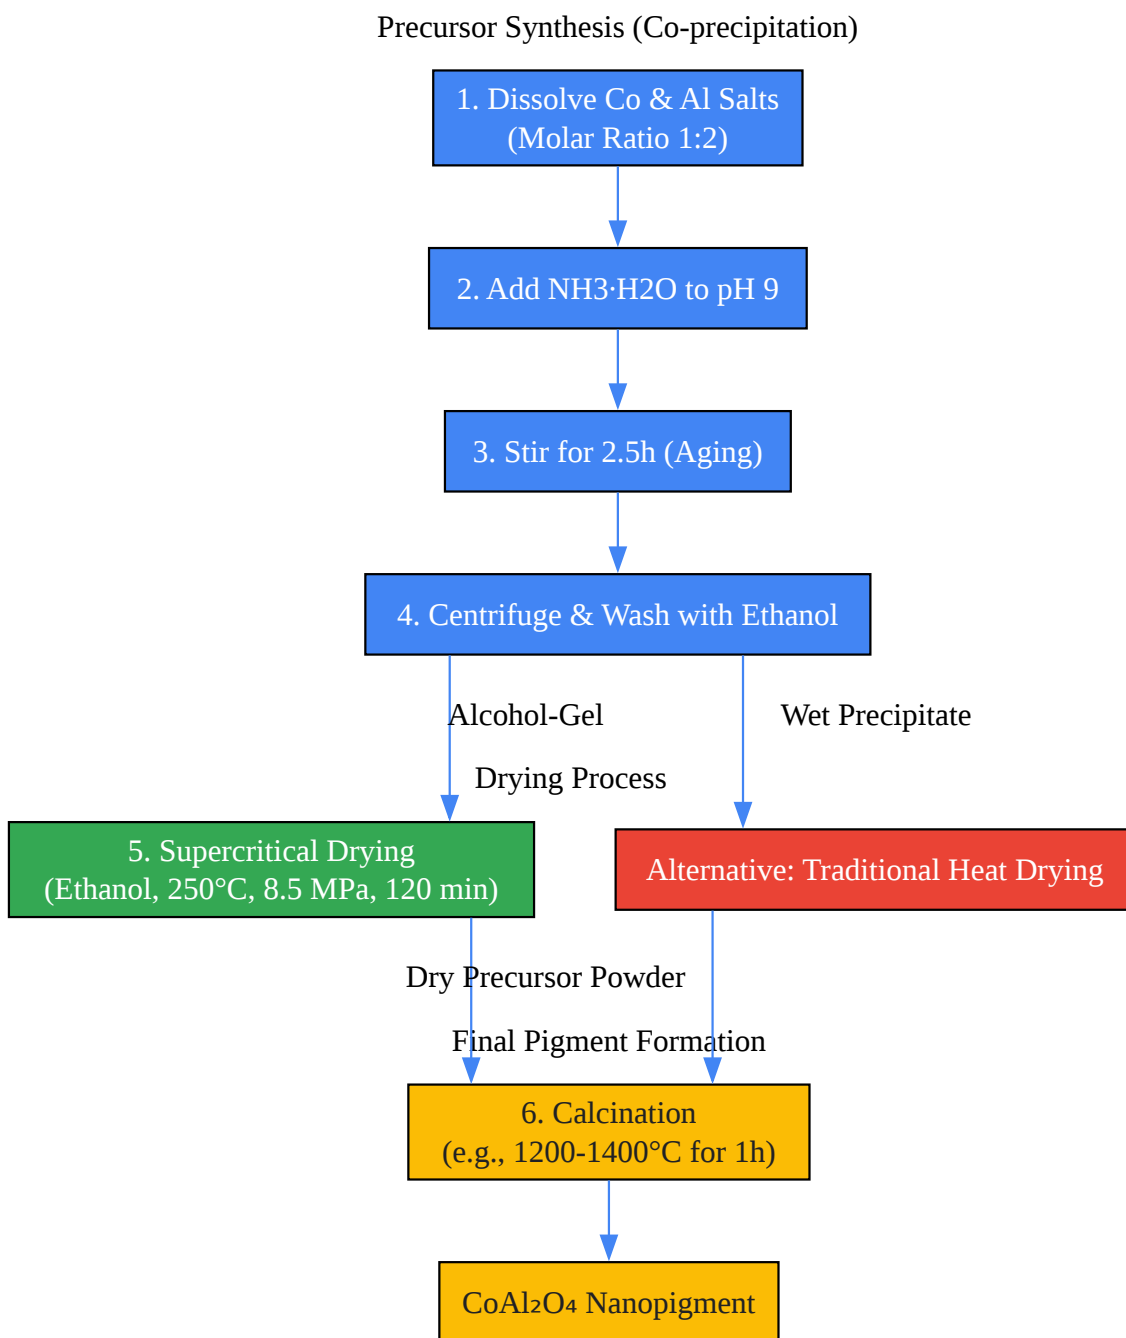 Precursor Synthesis (Co-precipitation)
1. Dissolve Co & Al Salts
(Molar Ratio 1:2)
2. Add NH3·H2O to pH 9
3. Stir for 2.5h (Aging)
4. Centrifuge & Wash with Ethanol
Alcohol-Gel
Wet Precipitate
Drying Process
5. Supercritical Drying
(Ethanol, 250°C, 8.5 MPa, 120 min)
Alternative: Traditional Heat Drying
Dry Precursor Powder
Final Pigment Formation
6. Calcination
(e.g., 1200-1400°C for 1h)
CoAl₂O₄ Nanopigment